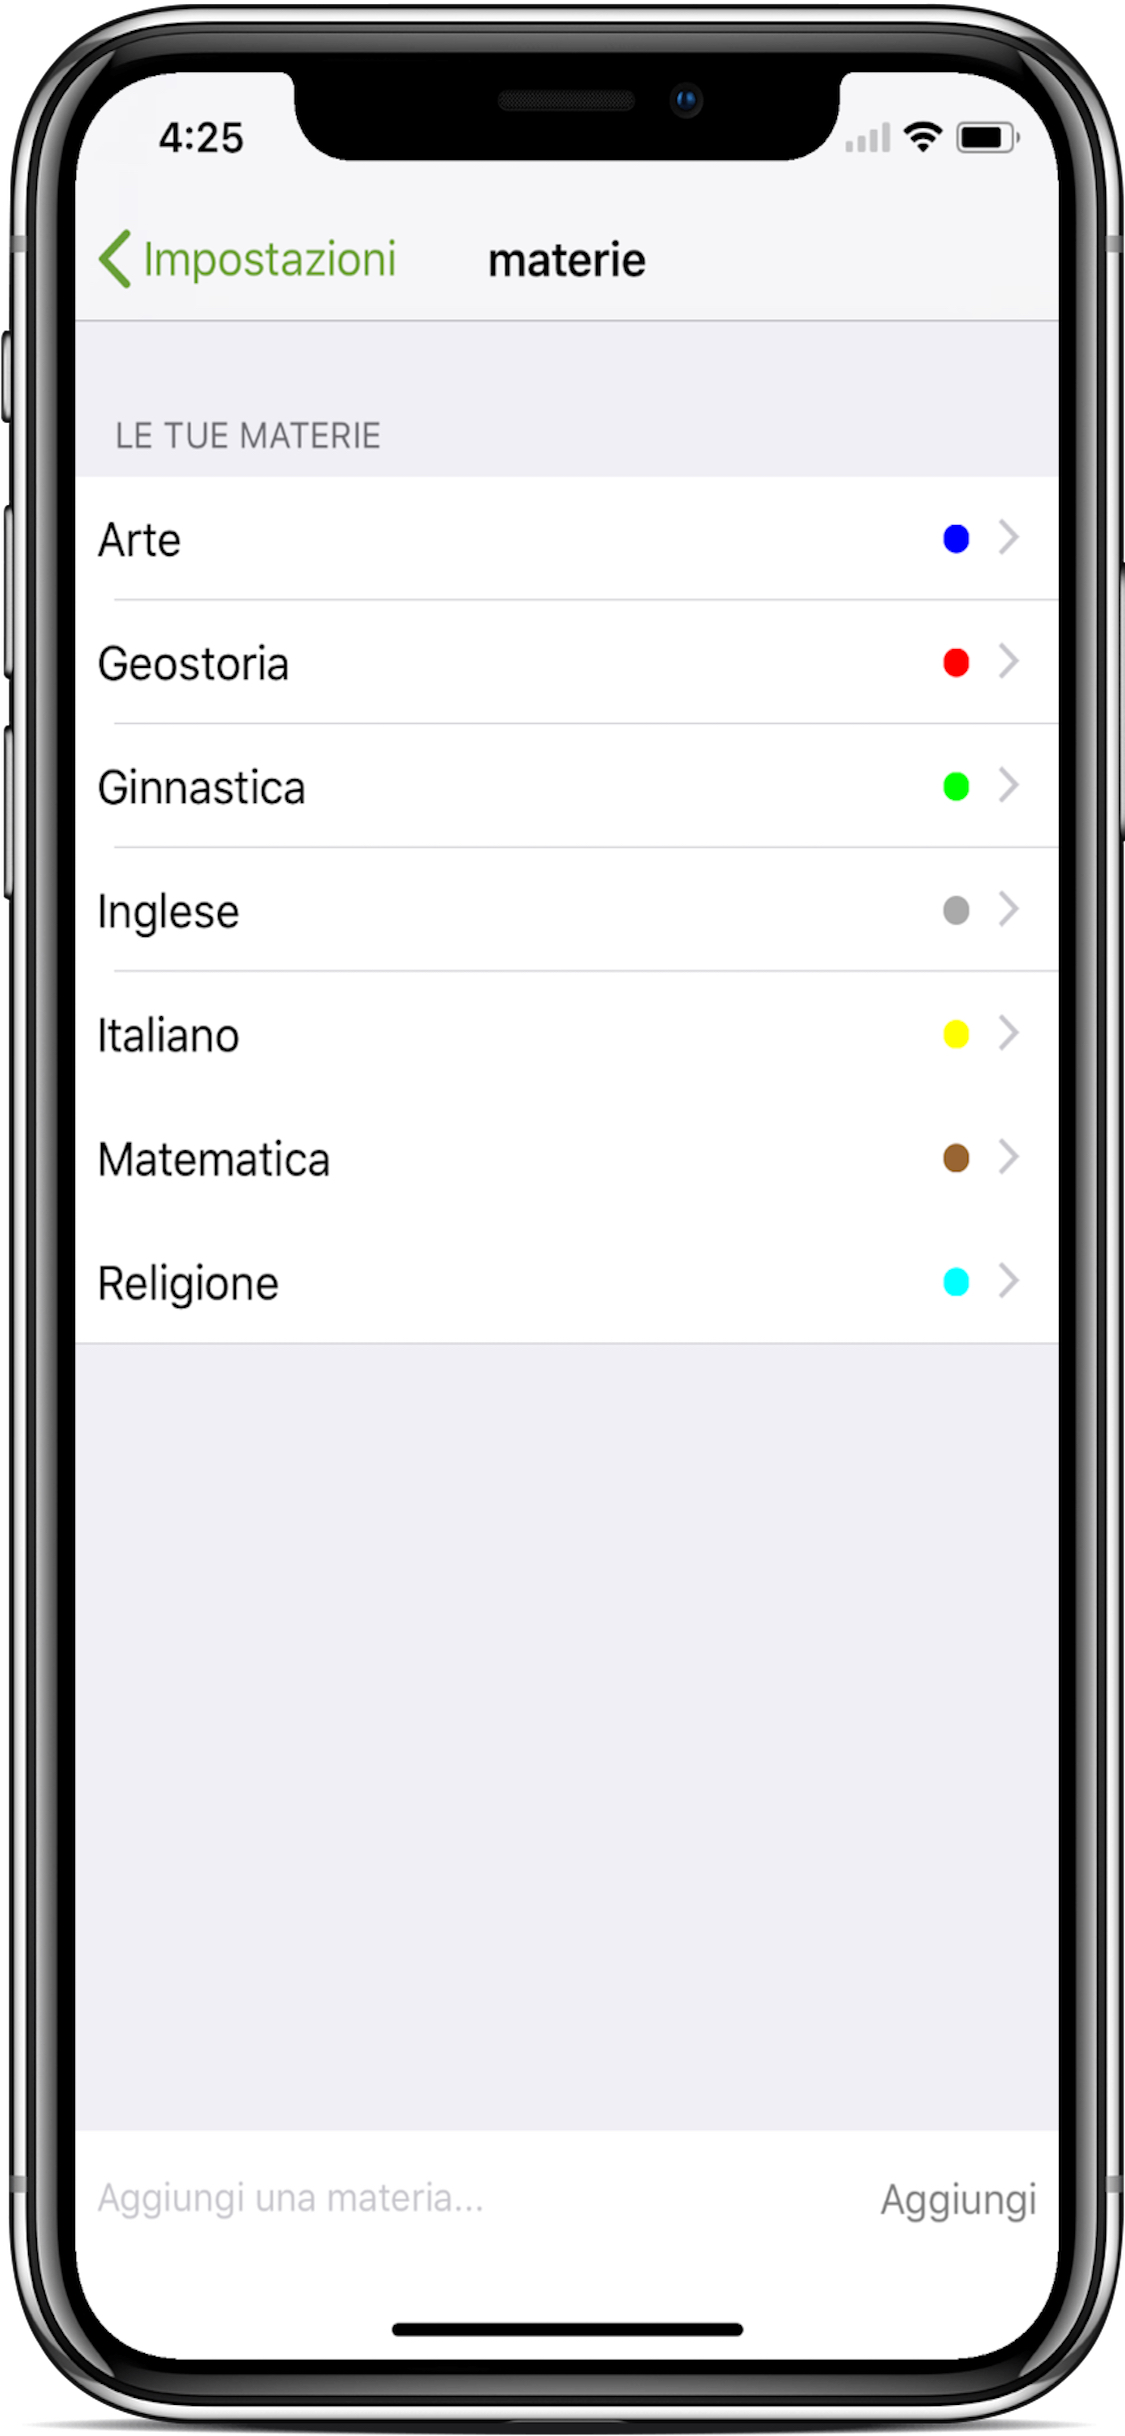 4:25
Impostazioni materie
LE TUE MATERIE
Arte
Geostoria
Ginnastica
Inglese
Italiano
Matematica
Religione
Aggiungi una materia... Aggiungi